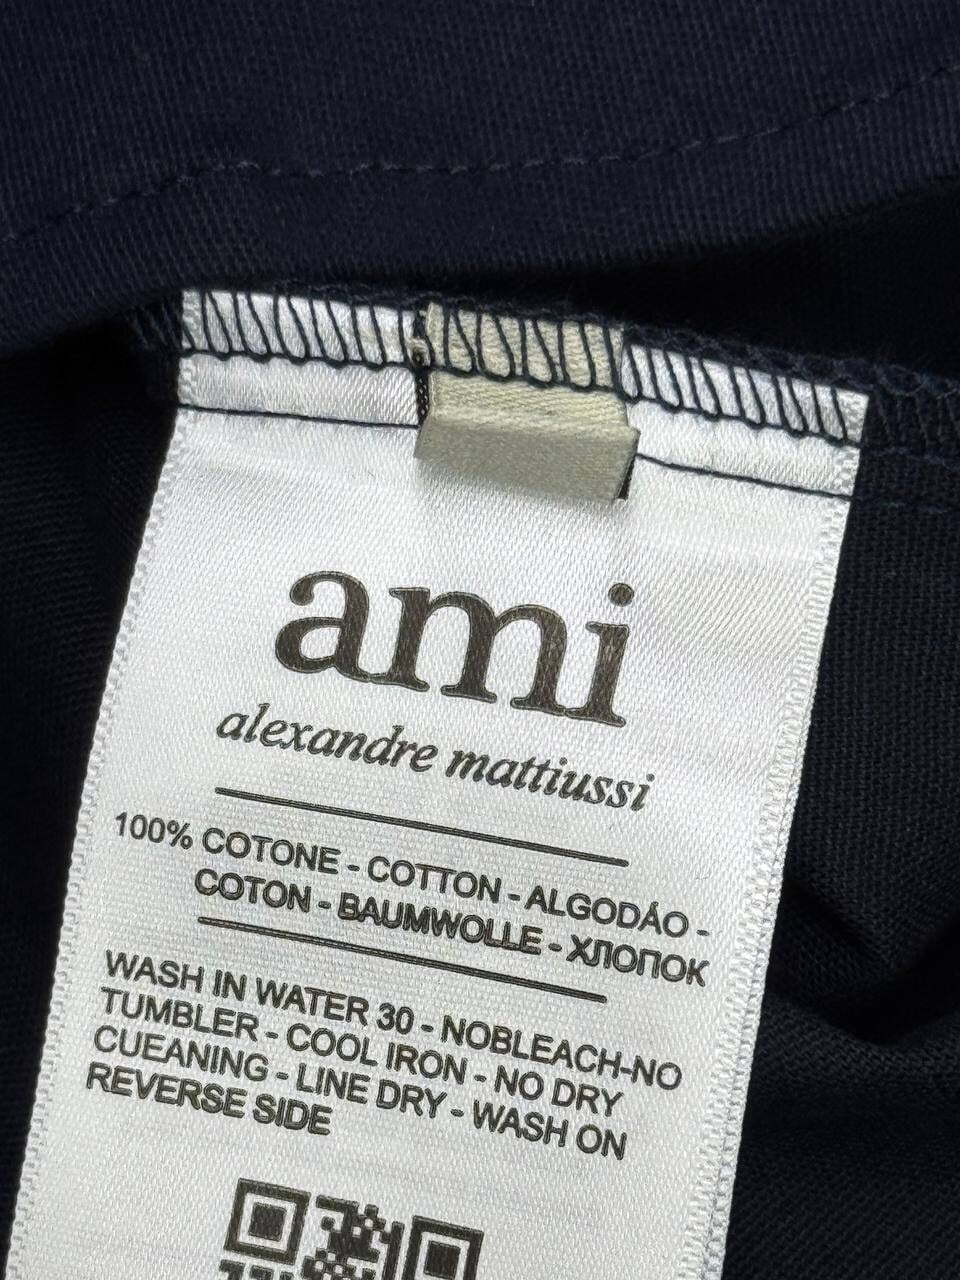 ami
alexandre mattiussi
100% COTONE - COTTON - ALGODÁO -
COTON - BAUMWOLLE - ХЛОПОК
WASH IN WATER 30 - NOBLEACH-NO
TUMBLER - COOL IRON - NO DRY
CUEANING - LINE DRY - WASH ON
REVERSE SIDE